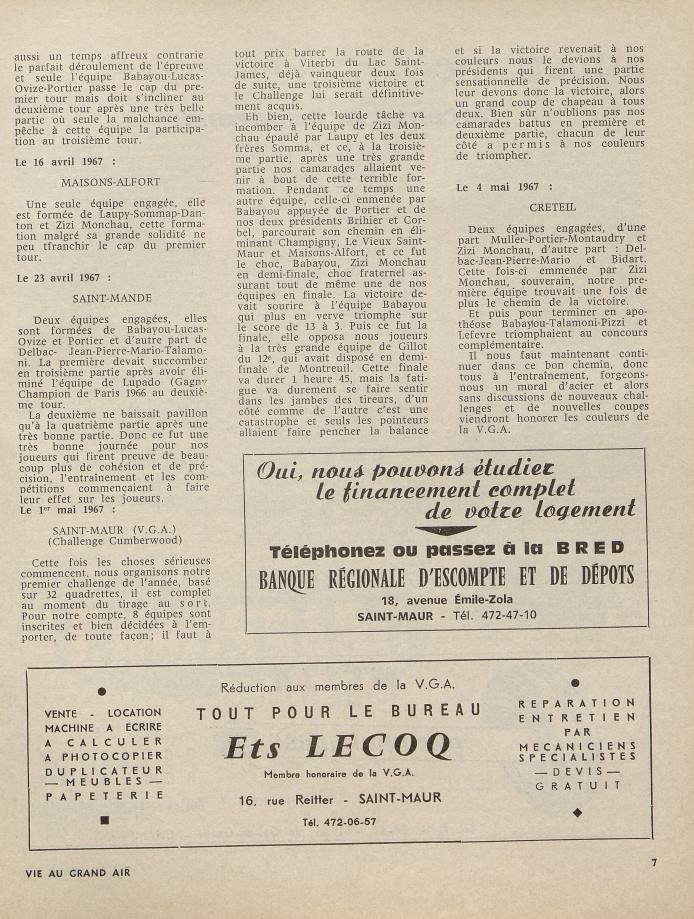 aussi un temps affreux contrarie
le parfait déroulement de l'épreuve
et seule l'équipe Babayou-Lucas-
Ovize-Portier passe le cap du pre-
mier tour mais doit s'incliner au
deuxième tour après une très belle
partie où seule la malchance em-
pêche à cette équipe la participa-
tion au troisième tour.
Le 16 avril 1967 :
MAISONS-ALFORT
Une seule équipe engagée, elle
est formée de Laupy-Sommap-Dan-
ton et Zizi Monchau, cette forma-
tion malgré sa grande solidité ne
peu tfranchir le cap du premier
tour.
Le 23 avril 1967 :
SAINT-MANDE
Deux équipes engagées, elles
sont formées de Babayou-Lucas-
Ovize et Portier et d'autre part de
Delbac- Jean-Pierre-Mario-Talamo-
ni. La première devait succomber
en troisième partie après avoir éli-
miné l'équipe de Lupado (Gagny
Champion de Paris 1966 au deuxiè-
me tour.
La deuxième ne baissait pavillon
qu'à la quatrième partie après une
très bonne partie. Donc ce fut une
très bonne journée pour nos
joueurs qui firent preuve de beau-
coup plus de cohésion et de pré-
cision, l'entraînement et les com-
pétitions commençaient à faire
leur effet sur les joueurs.
Le 1er mai 1967 :
SAINT-MAUR (V.G.A.)
(Challenge Cumberwood)
Cette fois les choses sérieuses
commencent, nous organisons notre
premier challenge de l'année, basé
sur 32 quadrettes, il est complet
au moment du tirage au sort.
Pour notre compte, 8 équipes sont
inscrites et bien décidées à l'em-
porter, de toute façon ; il faut à
tout prix barrer la route de la
victoire à Viterbi du Lac Saint-
James, déjà vainqueur deux fois
de suite, une troisième victoire et
le Challenge lui serait définitive-
ment acquis.
Eh bien, cette lourde tâche va
incomber à l'équipe de Zizi Mon-
chau épaulé par Laupy et les deux
frères Somma, et ce, à la troisiè-
me partie, après une très grande
partie nos camarades allaient ve-
nir à bout de cette terrible for-
mation. Pendant ce temps une
autre équipe, celle-ci emmenée par
Babayou appuyée de Portier et de
nos deux présidents Brihier et Cor-
bel, parcourait son chemin en éli-
minant Champigny, Le Vieux Saint-
Maur et Maisons-Alfort, et ce fut
le choc, Babayou, Zizi Monchau
en demi-finale, choc fraternel as-
surant tout de même une de nos
équipes en finale. La victoire de-
vait sourire à l'équipe Babayou
qui plus en verve triomphe sur
le score de 13 à 3. Puis ce fut la
finale, elle opposa nous joueurs
à la très grande équipe de Gillot
du 12e, qui avait disposé en demi-
finale de Montreuil. Cette finale
va durer 1 heure 45, mais la fati-
gue va durement se faire sentir
dans les jambes des tireurs, d'un
côté comme de l'autre c'est une
catastrophe et seuls les pointeurs
allaient faire pencher la balance
et si la victoire revenait à nos
couleurs nous le devions à nos
présidents qui firent une partie
sensationnelle de précision. Nous
leur devons donc la victoire, alors
un grand coup de chapeau à tous
deux. Bien sûr n'oublions pas nos
camarades battus en première et
deuxième partie, chacun de leur
côté a permis à nos couleurs
de triompher.
Le 4 mai 1967 :
CRETEIL
Deux équipes engagées, d'une
part Muller-Portier-Montaudry et
Zizi Monchau, d'autre part : Del-
bac-Jean-Pierre-Mario et Bidart.
Cette fois-ci emmenée par Zizi
Monchau, souverain, notre pre-
mière équipe trouvait une fois de
plus le chemin de la victoire.
Et puis pour terminer en apo-
théose Babayou-Talamoni-Pizzi et
Lefevre triomphaient au concours
complémentaire.
Il nous faut maintenant conti-
nuer dans ce bon chemin, donc
tous à l'entraînement, forgeons-
nous un moral d'acier et alors
sans discussions de nouveaux chal-
lenges et de nouvelles coupes
viendront honorer les couleurs de
la V.G.A.
Oui, nous pouvons étudier
le financement complet
de votre logement
Téléphonez ou passez à la BRED
BANQUE RÉGIONALE D'ESCOMPTE ET DE DÉPOTS
18, avenue Émile-Zola
SAINT-MAUR - Tél. 472-47-10
VENTE - LOCATION
MACHINE A ECRIRE
A CALCULER
A PHOTOCOPIER
DUPLICATEUR
— MEUBLES —
PAPETERIE
Réduction aux membres de la V.G.A.
TOUT POUR LE BUREAU
Ets LECOQ
Membre honoraire de la V.G.A.
16, rue Reitter - SAINT-MAUR
Tél. 472-06-57
REPARATION
ENTRETIEN
PAR
MECANICIENS
SPECIALISTES
— DEVIS —
GRATUIT
VIE AU GRAND AIR
7